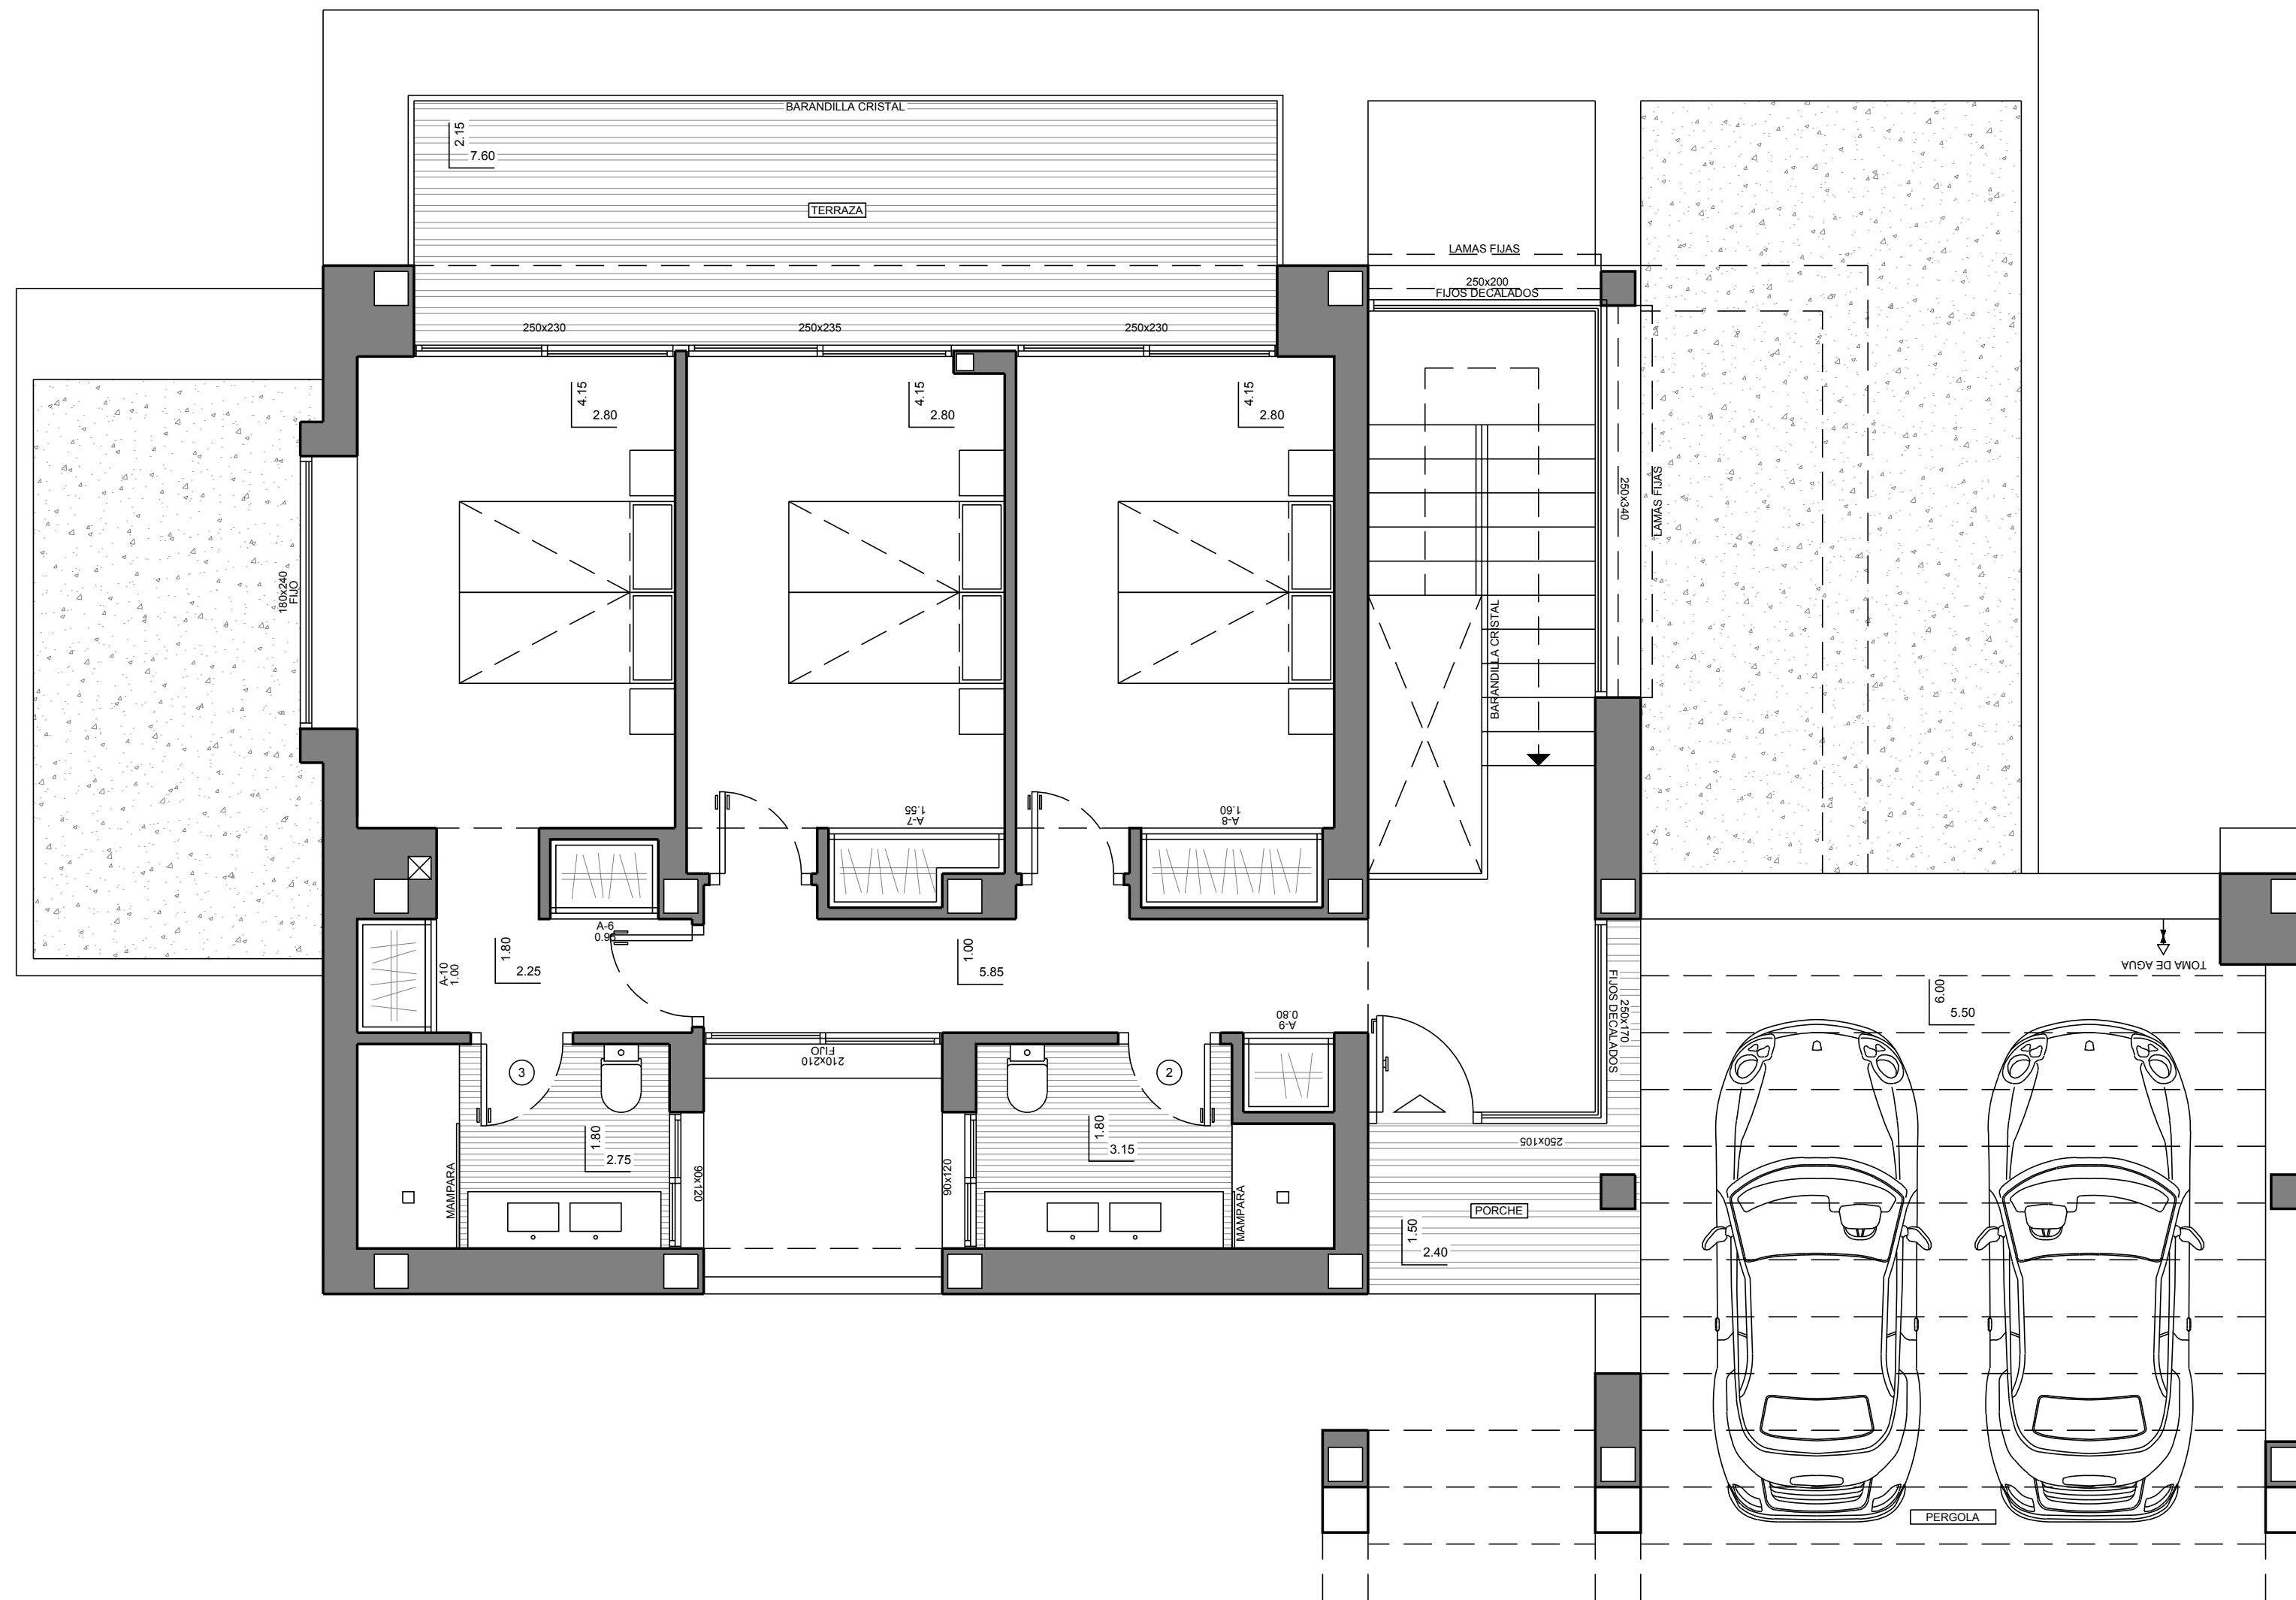 BARANDILLA CRISTAL
2.15
7.60
TERRAZA
LAMAS FIJAS
250x200
FIJOS DECALADOS
250x230
250x235
250x230
4.15
2.80
4.15
2.80
4.15
2.80
250x340
LAMAS FIJAS
180x240
FIJO
BARANDILLA CRISTAL
A-7
1.55
A-8
1.60
A-6
0.95
1.80
2.25
1.00
5.85
A-10
1.00
TOMA DE AGUA
6.00
5.50
FIJOS DECALADOS
250x170
A-9
0.80
210x210
FIJO
3
2
1.80
2.75
1.80
3.15
250x105
MAMPARA
90x120
90x120
MAMPARA
PORCHE
1.50
2.40
PERGOLA